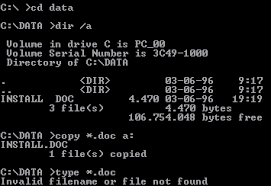 C:\ >cd data
C:\DATA >dir /a
Volume in drive C is PC_00
Volume Serial Number is 3C49-1000
Directory of C:\DATA
. <DIR> 03-06-96 9:17
.. <DIR> 03-06-96 9:17
INSTALL DOC 4.470 03-06-96 19:19
3 file(s) 4.470 bytes
106.754.048 bytes free
C:\DATA >copy *.doc a:
INSTALL.DOC
1 file(s) copied
C:\DATA >type *.doc
Invalid filename or file not found